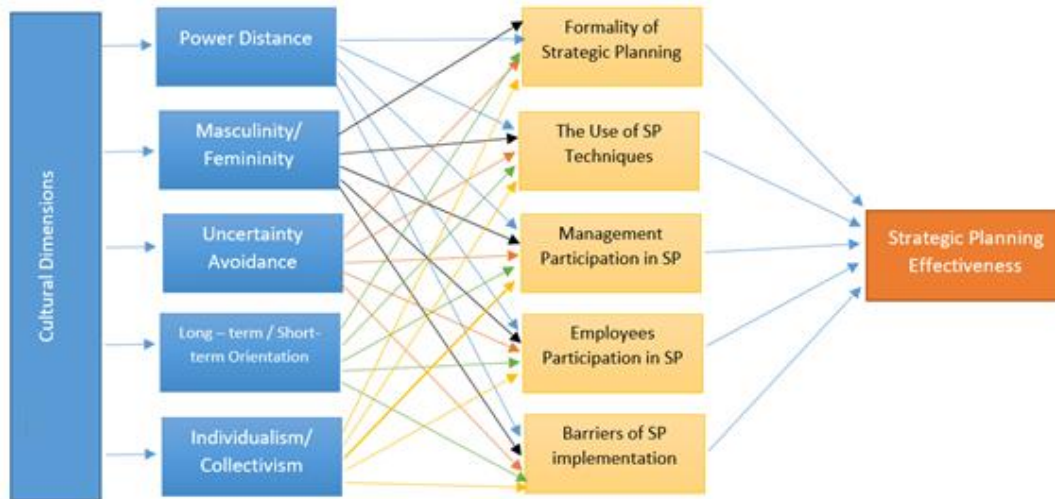 Cultural Dimensions
Power Distance
Masculinity/
Femininity
Uncertainty
Avoidance
Long – term / Short-
term Orientation
Individualism/
Collectivism
Formality of
Strategic Planning
The Use of SP
Techniques
Management
Participation in SP
Employees
Participation in SP
Barriers of SP
implementation
Strategic Planning
Effectiveness